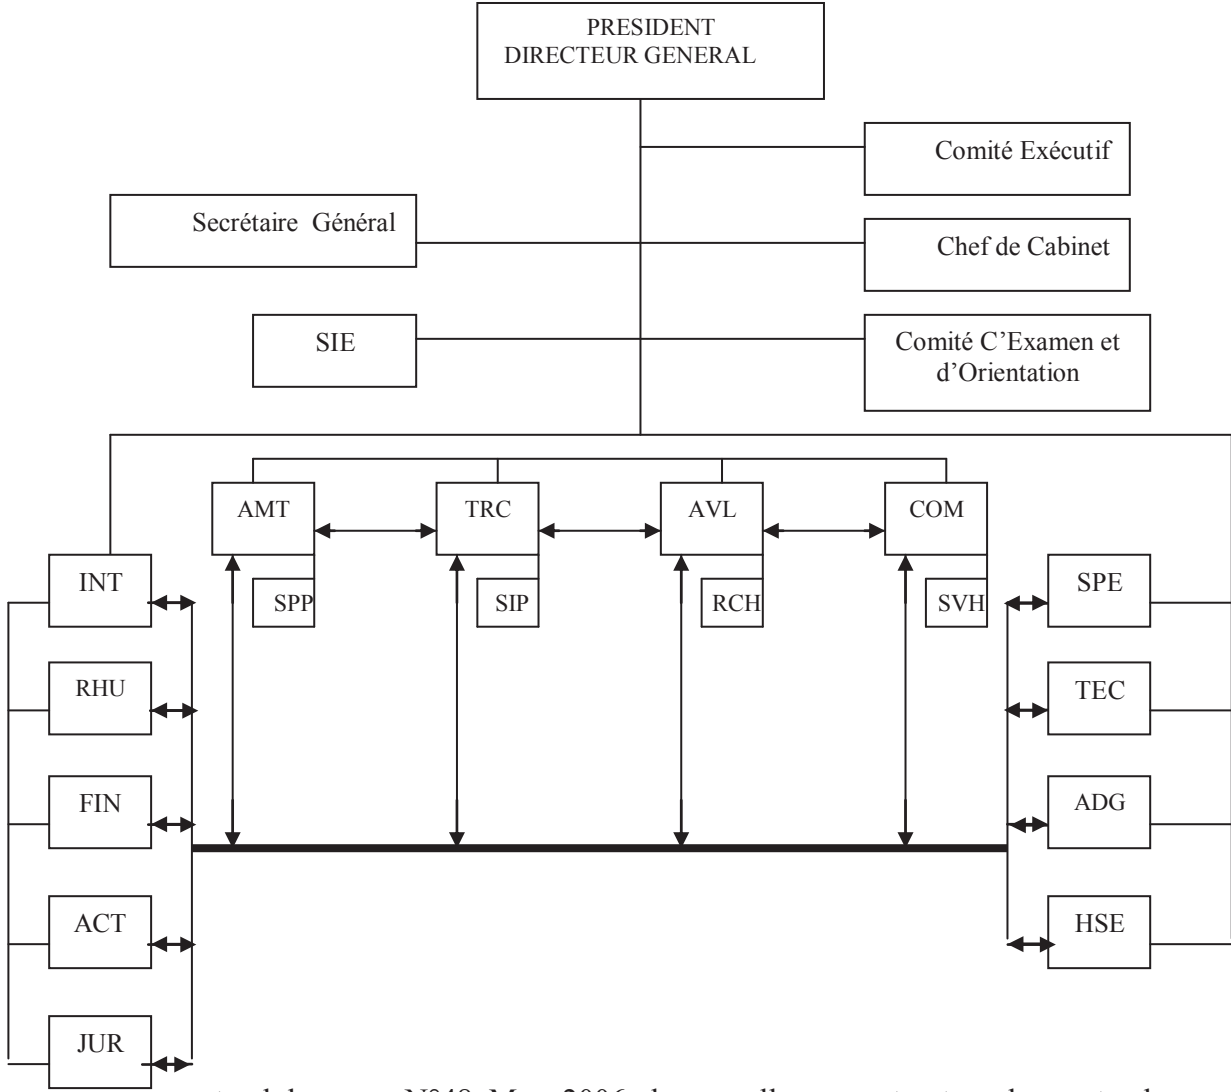 PRESIDENT
DIRECTEUR GENERAL
Comité Exécutif
Secrétaire Général
Chef de Cabinet
SIE
Comité C’Examen et
d’Orientation
AMT
TRC
AVL
COM
SPP
SIP
RCH
SVH
INT
SPE
RHU
TEC
FIN
ADG
ACT
HSE
JUR